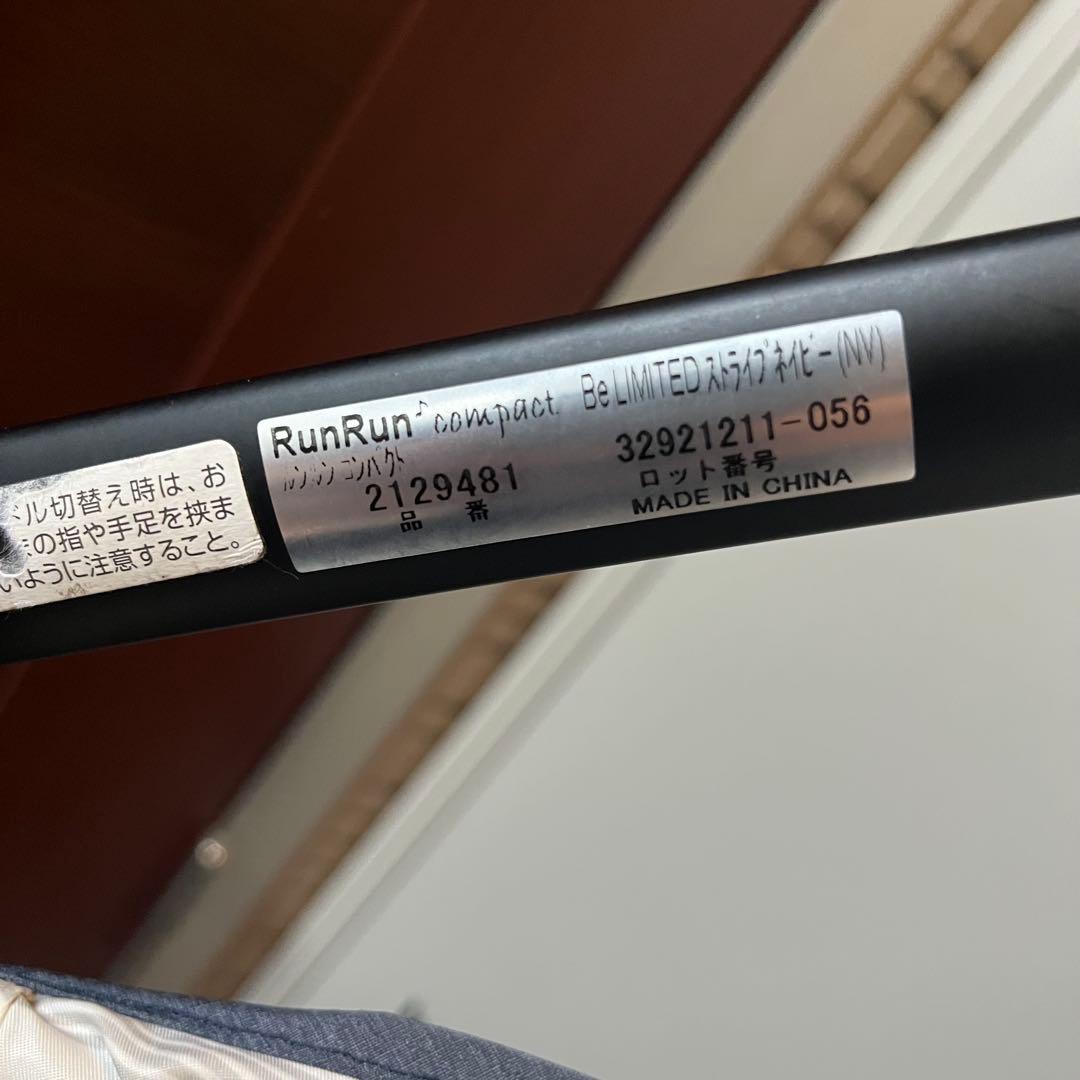 ドル切替え時は、お
の指や手足を挟ま
いように注意すること。
RunRun♪compact. Be LIMITED ストライプネイビー(NV)
ルンルン コンパクト
2129481 32921211-056
品 番 ロット番号
MADE IN CHINA